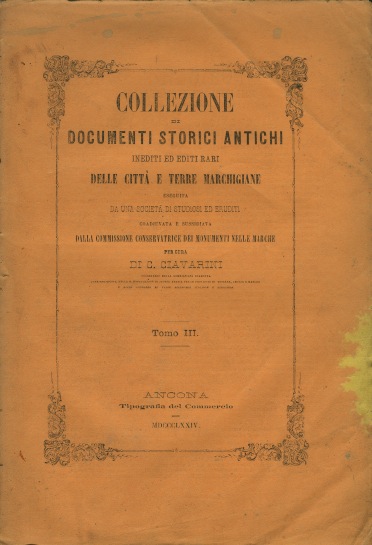 COLLEZIONE
DI
DOCUMENTI STORICI ANTICHI
INEDITI ED EDITI RARI
DELLE CITTÀ E TERRE MARCHIGIANE
ESEGUITA
DA UNA SOCIETÀ DI STUDIOSI ED ERUDITI
COADIUVATA E SUSSIDIATA
DALLA COMMISSIONE CONSERVATRICE DEI MONUMENTI NELLE MARCHE
PER CURA
DI C. CIAVARINI
Tomo III.
ANCONA
Tipografia del Commercio
MDCCCLXXIV.